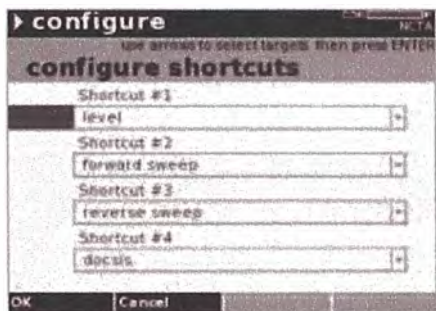 configure
NCTA
use arrows to select targets then press ENTER
configure shortcuts
Shortcut #1
level
Shortcut #2
forward sweep
Shortcut #3
reverse sweep
Shortcut #4
docsis
OK Cancel